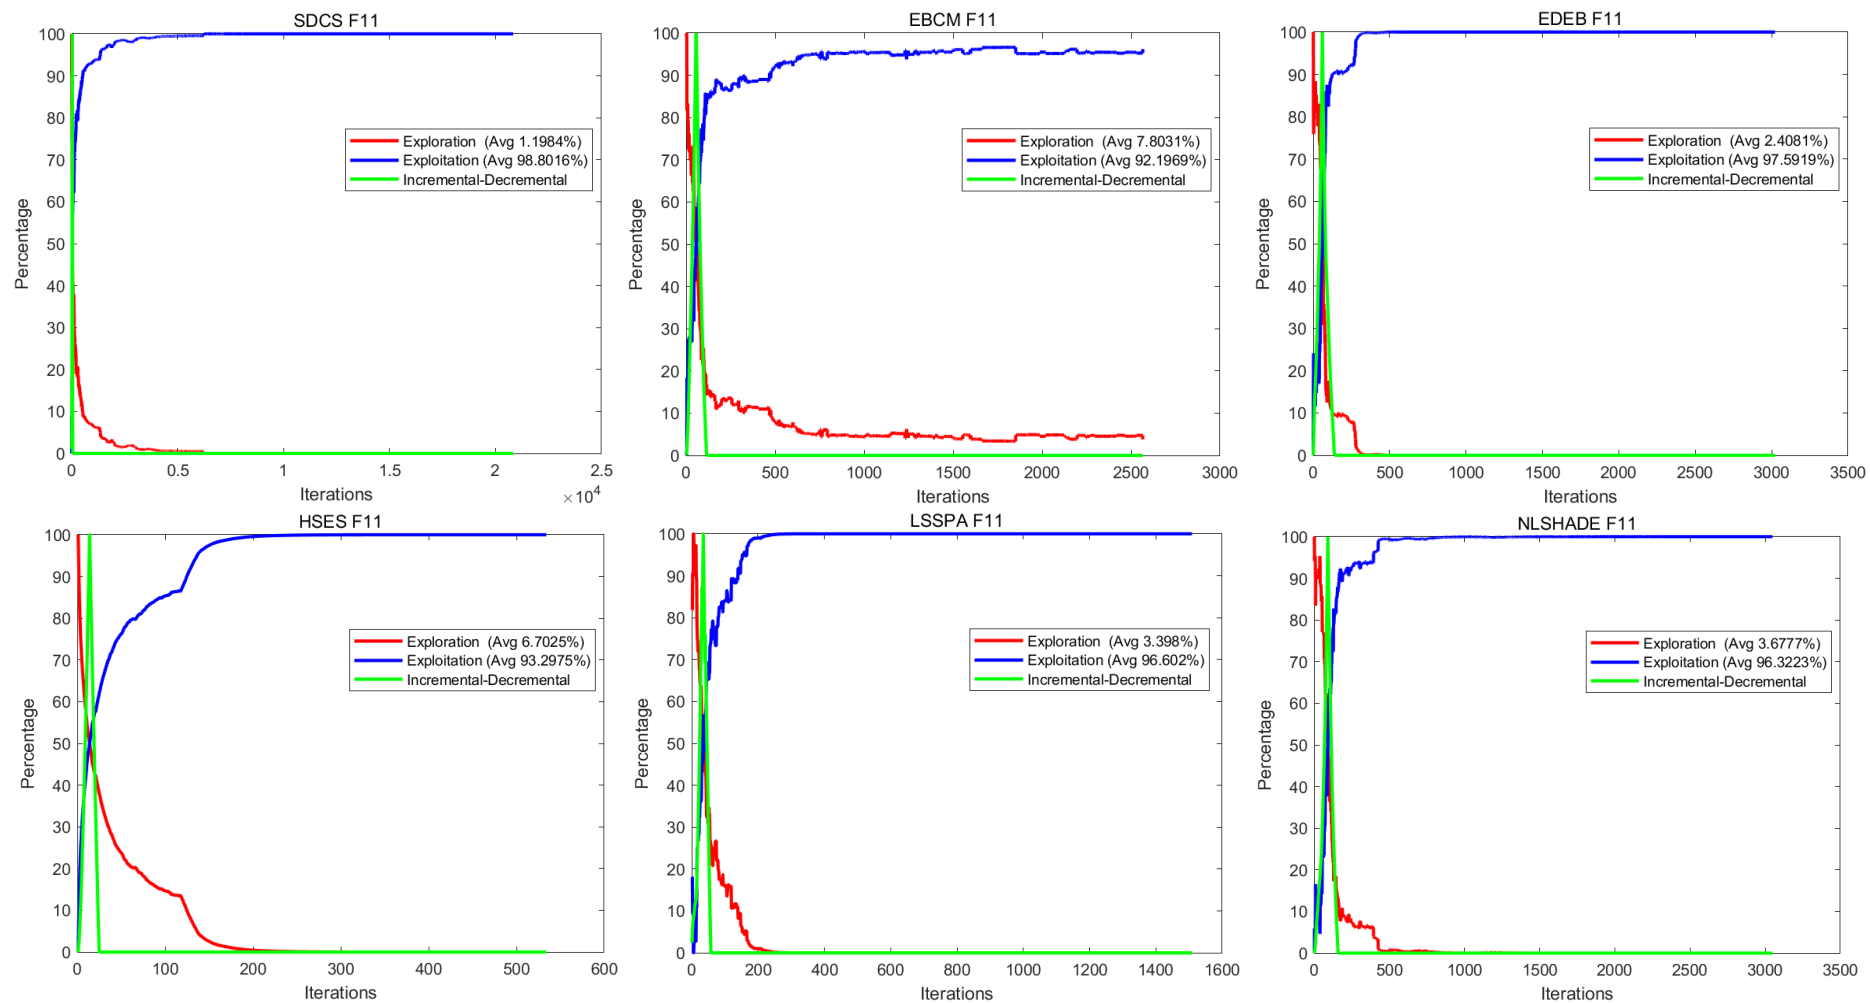 SDCS F11
100
90
80
70
60
50
40
30
20
10
0
Percentage
Exploration (Avg 1.1984%)
Exploitation (Avg 98.8016%)
Incremental-Decremental
0 0.5 1 1.5 2 2.5
Iterations
×10^4
EBCM F11
100
90
80
70
60
50
40
30
20
10
0
Percentage
Exploration (Avg 7.8031%)
Exploitation (Avg 92.1969%)
Incremental-Decremental
0 500 1000 1500 2000 2500 3000
Iterations
EDEB F11
100
90
80
70
60
50
40
30
20
10
0
Percentage
Exploration (Avg 2.4081%)
Exploitation (Avg 97.5919%)
Incremental-Decremental
0 500 1000 1500 2000 2500 3000 3500
Iterations
HSES F11
100
90
80
70
60
50
40
30
20
10
0
Percentage
Exploration (Avg 6.7025%)
Exploitation (Avg 93.2975%)
Incremental-Decremental
0 100 200 300 400 500 600
Iterations
LSSPA F11
100
90
80
70
60
50
40
30
20
10
0
Percentage
Exploration (Avg 3.398%)
Exploitation (Avg 96.602%)
Incremental-Decremental
0 200 400 600 800 1000 1200 1400 1600
Iterations
NLSHADE F11
100
90
80
70
60
50
40
30
20
10
0
Percentage
Exploration (Avg 3.6777%)
Exploitation (Avg 96.3223%)
Incremental-Decremental
0 500 1000 1500 2000 2500 3000 3500
Iterations